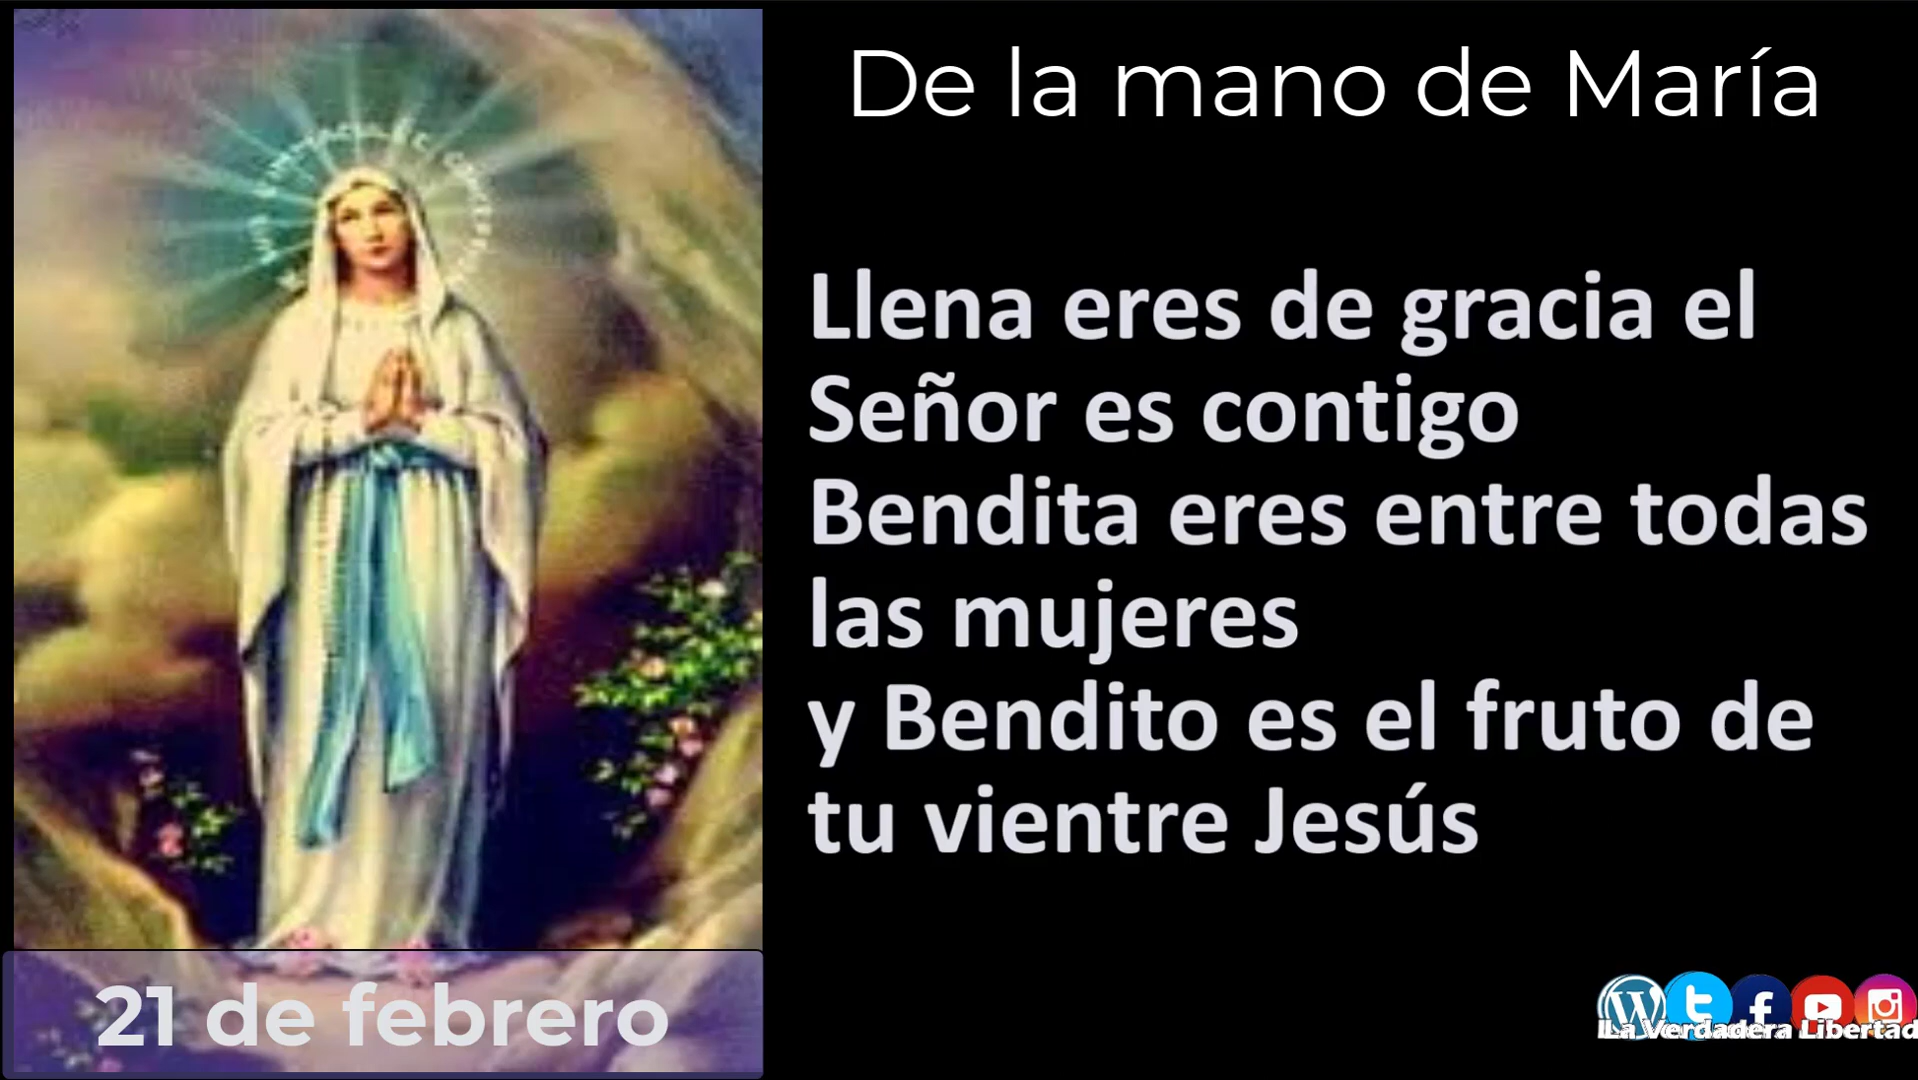 De la mano de María
Llena eres de gracia el
Señor es contigo
Bendita eres entre todas
las mujeres
y Bendito es el fruto de
tu vientre Jesús
21 de febrero
La Verdadera Libertad